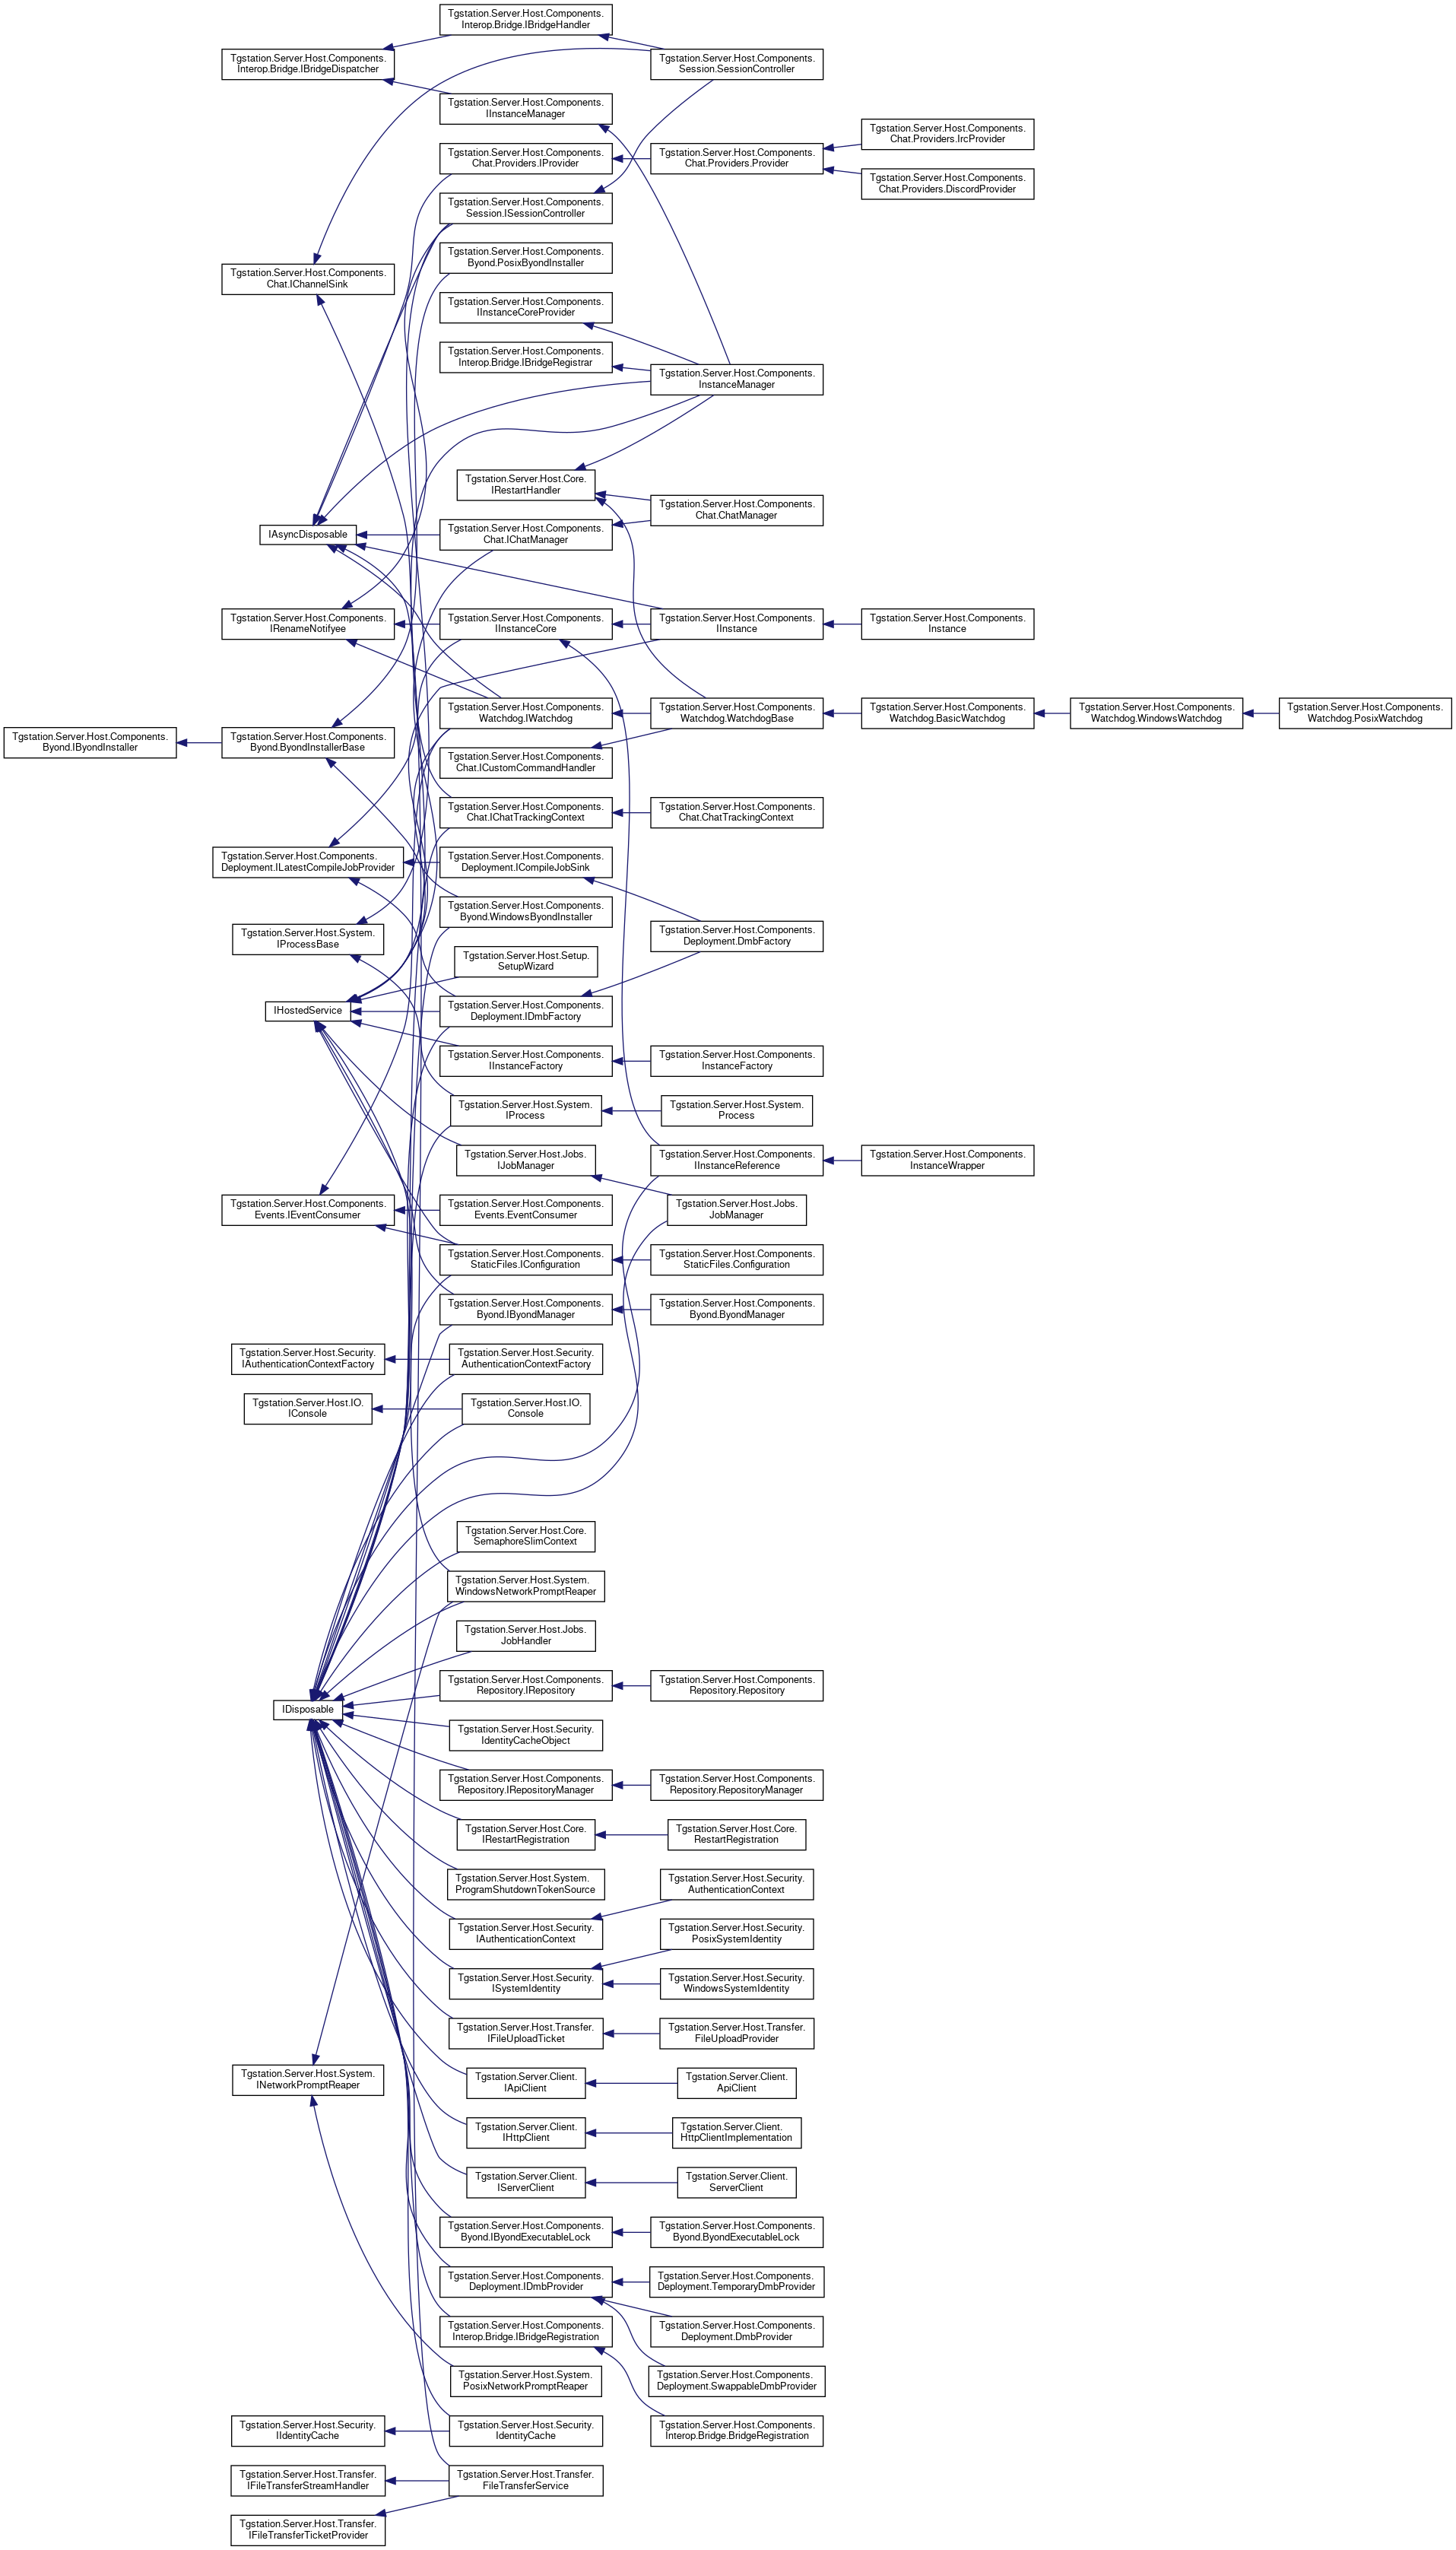 Tgstation.Server.Host.Components.
Interop.Bridge.IBridgeHandler
Tgstation.Server.Host.Components.
Interop.Bridge.IBridgeDispatcher
Tgstation.Server.Host.Components.
Session.SessionController
Tgstation.Server.Host.Components.
IInstanceManager
Tgstation.Server.Host.Components.
Chat.Providers.IrcProvider
Tgstation.Server.Host.Components.
Chat.Providers.IProvider
Tgstation.Server.Host.Components.
Chat.Providers.Provider
Tgstation.Server.Host.Components.
Chat.Providers.DiscordProvider
Tgstation.Server.Host.Components.
Session.ISessionController
Tgstation.Server.Host.Components.
Byond.PosixByondInstaller
Tgstation.Server.Host.Components.
Chat.IChannelSink
Tgstation.Server.Host.Components.
IInstanceCoreProvider
Tgstation.Server.Host.Components.
Interop.Bridge.IBridgeRegistrar
Tgstation.Server.Host.Components.
InstanceManager
Tgstation.Server.Host.Core.
IRestartHandler
Tgstation.Server.Host.Components.
Chat.ChatManager
IAsyncDisposable
Tgstation.Server.Host.Components.
Chat.IChatManager
Tgstation.Server.Host.Components.
IRenameNotifyee
Tgstation.Server.Host.Components.
IInstanceCore
Tgstation.Server.Host.Components.
IInstance
Tgstation.Server.Host.Components.
Instance
Tgstation.Server.Host.Components.
Watchdog.IWatchdog
Tgstation.Server.Host.Components.
Watchdog.WatchdogBase
Tgstation.Server.Host.Components.
Watchdog.BasicWatchdog
Tgstation.Server.Host.Components.
Watchdog.WindowsWatchdog
Tgstation.Server.Host.Components.
Watchdog.PosixWatchdog
Tgstation.Server.Host.Components.
Byond.IByondInstaller
Tgstation.Server.Host.Components.
Byond.ByondInstallerBase
Tgstation.Server.Host.Components.
Chat.ICustomCommandHandler
Tgstation.Server.Host.Components.
Chat.IChatTrackingContext
Tgstation.Server.Host.Components.
Chat.ChatTrackingContext
Tgstation.Server.Host.Components.
Deployment.ILatestCompileJobProvider
Tgstation.Server.Host.Components.
Deployment.ICompileJobSink
Tgstation.Server.Host.Components.
Byond.WindowsByondInstaller
Tgstation.Server.Host.System.
IProcessBase
Tgstation.Server.Host.Components.
Deployment.DmbFactory
Tgstation.Server.Host.Setup.
SetupWizard
IHostedService
Tgstation.Server.Host.Components.
Deployment.IDmbFactory
Tgstation.Server.Host.Components.
IInstanceFactory
Tgstation.Server.Host.Components.
InstanceFactory
Tgstation.Server.Host.System.
IProcess
Tgstation.Server.Host.System.
Process
Tgstation.Server.Host.Jobs.
IJobManager
Tgstation.Server.Host.Components.
IInstanceReference
Tgstation.Server.Host.Components.
InstanceWrapper
Tgstation.Server.Host.Components.
Events.IEventConsumer
Tgstation.Server.Host.Components.
Events.EventConsumer
Tgstation.Server.Host.Jobs.
JobManager
Tgstation.Server.Host.Components.
StaticFiles.IConfiguration
Tgstation.Server.Host.Components.
StaticFiles.Configuration
Tgstation.Server.Host.Components.
Byond.IByondManager
Tgstation.Server.Host.Components.
Byond.ByondManager
Tgstation.Server.Host.Security.
IAuthenticationContextFactory
Tgstation.Server.Host.Security.
AuthenticationContextFactory
Tgstation.Server.Host.IO.
IConsole
Tgstation.Server.Host.IO.
Console
Tgstation.Server.Host.Core.
SemaphoreSlimContext
Tgstation.Server.Host.System.
WindowsNetworkPromptReaper
Tgstation.Server.Host.Jobs.
JobHandler
Tgstation.Server.Host.Components.
Repository.IRepository
Tgstation.Server.Host.Components.
Repository.Repository
IDisposable
Tgstation.Server.Host.Security.
IdentityCacheObject
Tgstation.Server.Host.Components.
Repository.IRepositoryManager
Tgstation.Server.Host.Components.
Repository.RepositoryManager
Tgstation.Server.Host.Core.
IRestartRegistration
Tgstation.Server.Host.Core.
RestartRegistration
Tgstation.Server.Host.System.
ProgramShutdownTokenSource
Tgstation.Server.Host.Security.
AuthenticationContext
Tgstation.Server.Host.Security.
IAuthenticationContext
Tgstation.Server.Host.Security.
PosixSystemIdentity
Tgstation.Server.Host.Security.
ISystemIdentity
Tgstation.Server.Host.Security.
WindowsSystemIdentity
Tgstation.Server.Host.Transfer.
IFileUploadTicket
Tgstation.Server.Host.Transfer.
FileUploadProvider
Tgstation.Server.Host.System.
INetworkPromptReaper
Tgstation.Server.Client.
IApiClient
Tgstation.Server.Client.
ApiClient
Tgstation.Server.Client.
IHttpClient
Tgstation.Server.Client.
HttpClientImplementation
Tgstation.Server.Client.
IServerClient
Tgstation.Server.Client.
ServerClient
Tgstation.Server.Host.Components.
Byond.IByondExecutableLock
Tgstation.Server.Host.Components.
Byond.ByondExecutableLock
Tgstation.Server.Host.Components.
Deployment.IDmbProvider
Tgstation.Server.Host.Components.
Deployment.TemporaryDmbProvider
Tgstation.Server.Host.Components.
Interop.Bridge.IBridgeRegistration
Tgstation.Server.Host.Components.
Deployment.DmbProvider
Tgstation.Server.Host.System.
PosixNetworkPromptReaper
Tgstation.Server.Host.Components.
Deployment.SwappableDmbProvider
Tgstation.Server.Host.Security.
IIdentityCache
Tgstation.Server.Host.Security.
IdentityCache
Tgstation.Server.Host.Components.
Interop.Bridge.BridgeRegistration
Tgstation.Server.Host.Transfer.
IFileTransferStreamHandler
Tgstation.Server.Host.Transfer.
FileTransferService
Tgstation.Server.Host.Transfer.
IFileTransferTicketProvider